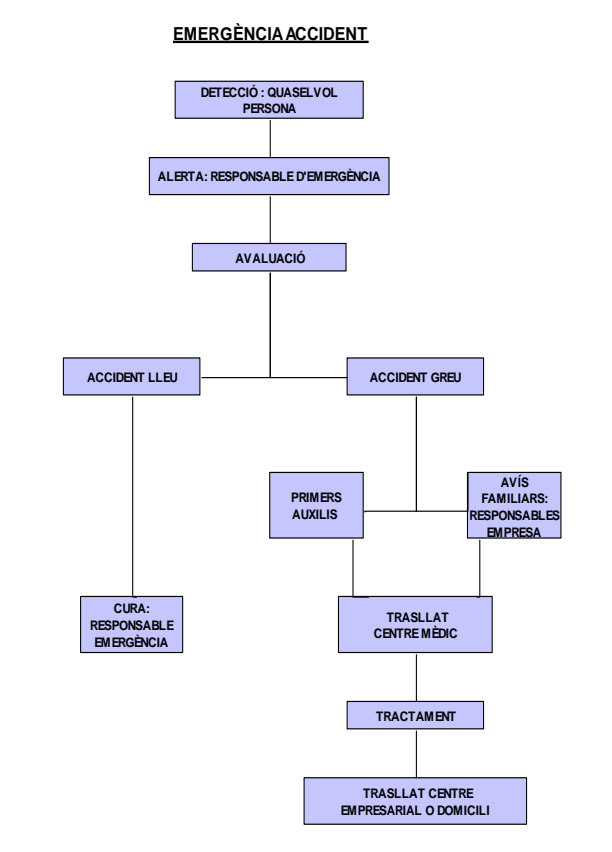 EMERGÈNCIA ACCIDENT
DETECCIÓ : QUASELVOL
PERSONA
ALERTA: RESPONSABLE D'EMERGÈNCIA
AVALUACIÓ
ACCIDENT LLEU
ACCIDENT GREU
PRIMERS
AUXILIS
AVÍS
FAMILIARS:
RESPONSABLES
EMPRESA
CURA:
RESPONSABLE
EMERGÈNCIA
TRASLLAT
CENTRE MÈDIC
TRACTAMENT
TRASLLAT CENTRE
EMPRESARIAL O DOMICILI